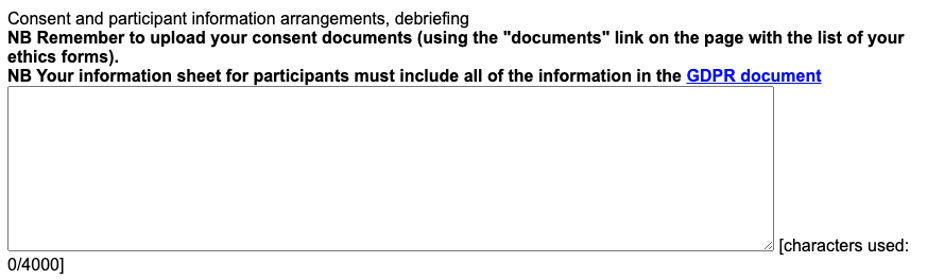 Consent and participant information arrangements, debriefing
NB Remember to upload your consent documents (using the "documents" link on the page with the list of your
ethics forms).
NB Your information sheet for participants must include all of the information in the GDPR document
[characters used:
0/4000]